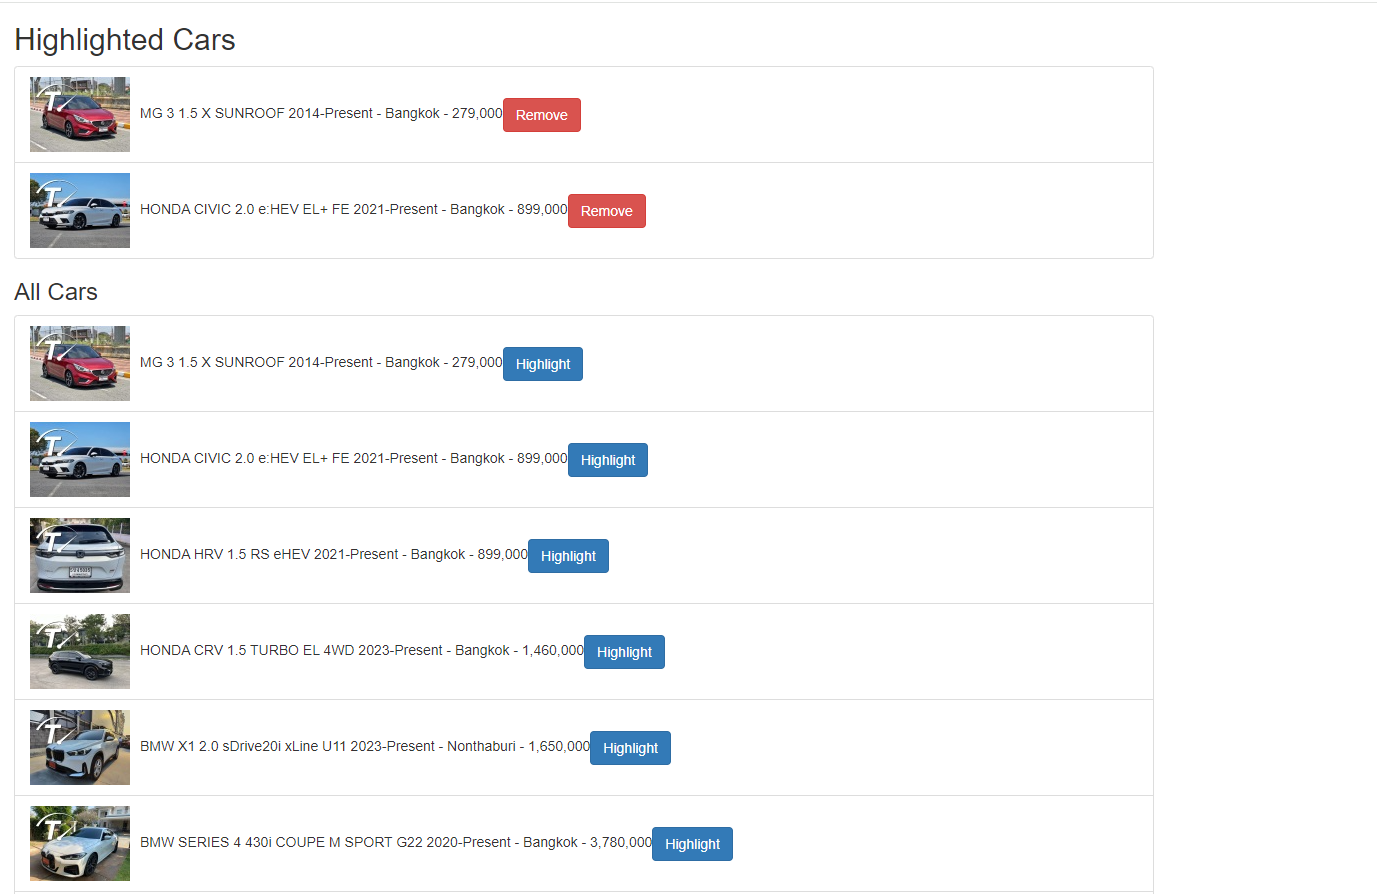 Highlighted Cars
MG 3 1.5 X SUNROOF 2014-Present - Bangkok - 279,000 Remove
HONDA CIVIC 2.0 e:HEV EL+ FE 2021-Present - Bangkok - 899,000 Remove
All Cars
MG 3 1.5 X SUNROOF 2014-Present - Bangkok - 279,000 Highlight
HONDA CIVIC 2.0 e:HEV EL+ FE 2021-Present - Bangkok - 899,000 Highlight
HONDA HRV 1.5 RS eHEV 2021-Present - Bangkok - 899,000 Highlight
HONDA CRV 1.5 TURBO EL 4WD 2023-Present - Bangkok - 1,460,000 Highlight
BMW X1 2.0 sDrive20i xLine U11 2023-Present - Nonthaburi - 1,650,000 Highlight
BMW SERIES 4 430i COUPE M SPORT G22 2020-Present - Bangkok - 3,780,000 Highlight